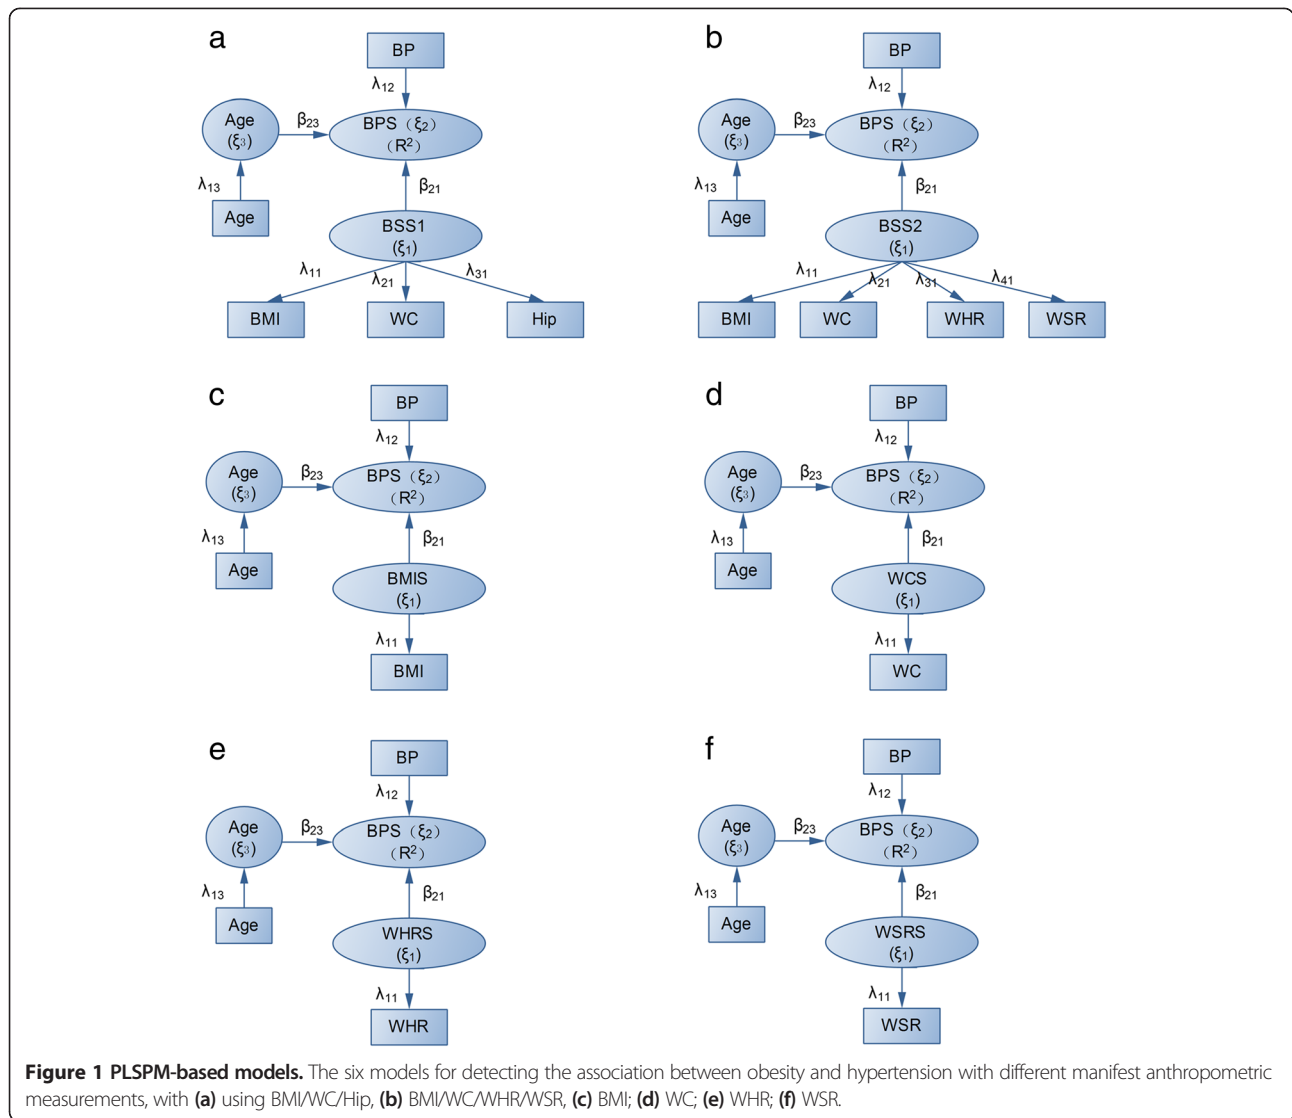 a
BP
λ12
Age
(ξ3)
β23
BPS（ξ2）
（R²）
λ13
β21
Age
BSS1
(ξ1)
λ11
λ21
λ31
BMI
WC
Hip
b
BP
λ12
Age
(ξ3)
β23
BPS（ξ2）
（R²）
λ13
β21
Age
BSS2
(ξ1)
λ11
λ21
λ31
λ41
BMI
WC
WHR
WSR
c
BP
λ12
Age
(ξ3)
β23
BPS（ξ2）
（R²）
λ13
β21
Age
BMIS
(ξ1)
λ11
BMI
d
BP
λ12
Age
(ξ3)
β23
BPS（ξ2）
（R²）
λ13
β21
Age
WCS
(ξ1)
λ11
WC
e
BP
λ12
Age
(ξ3)
β23
BPS（ξ2）
（R²）
λ13
β21
Age
WHRS
(ξ1)
λ11
WHR
f
BP
λ12
Age
(ξ3)
β23
BPS（ξ2）
（R²）
λ13
β21
Age
WSRS
(ξ1)
λ11
WSR
Figure 1 PLSPM-based models. The six models for detecting the association between obesity and hypertension with different manifest anthropometric
measurements, with (a) using BMI/WC/Hip, (b) BMI/WC/WHR/WSR, (c) BMI; (d) WC; (e) WHR; (f) WSR.